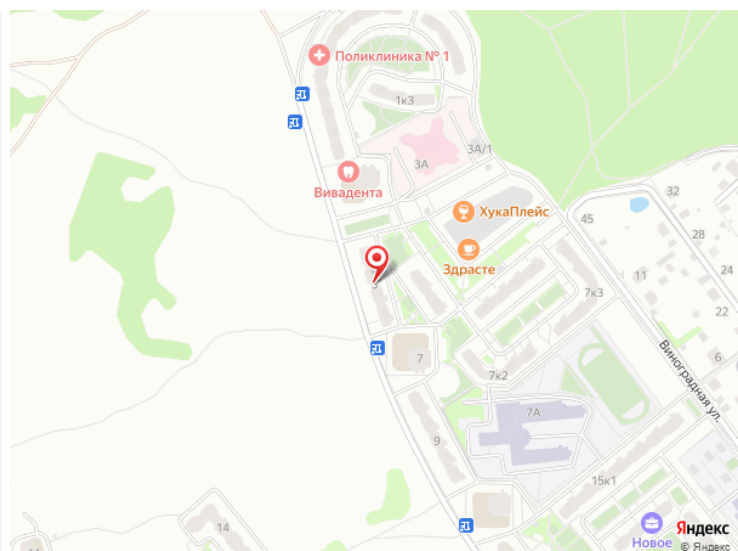 Поликлиника № 1
1к3
3А/1
3А
Вивадента
32
45
ХукаПлейс
28
Здрасте
24
11
5
7к3
22
Виноградная ул.
7
6
7к2
7А
9
15к1
14
Новое
Яндекс
© Яндекс